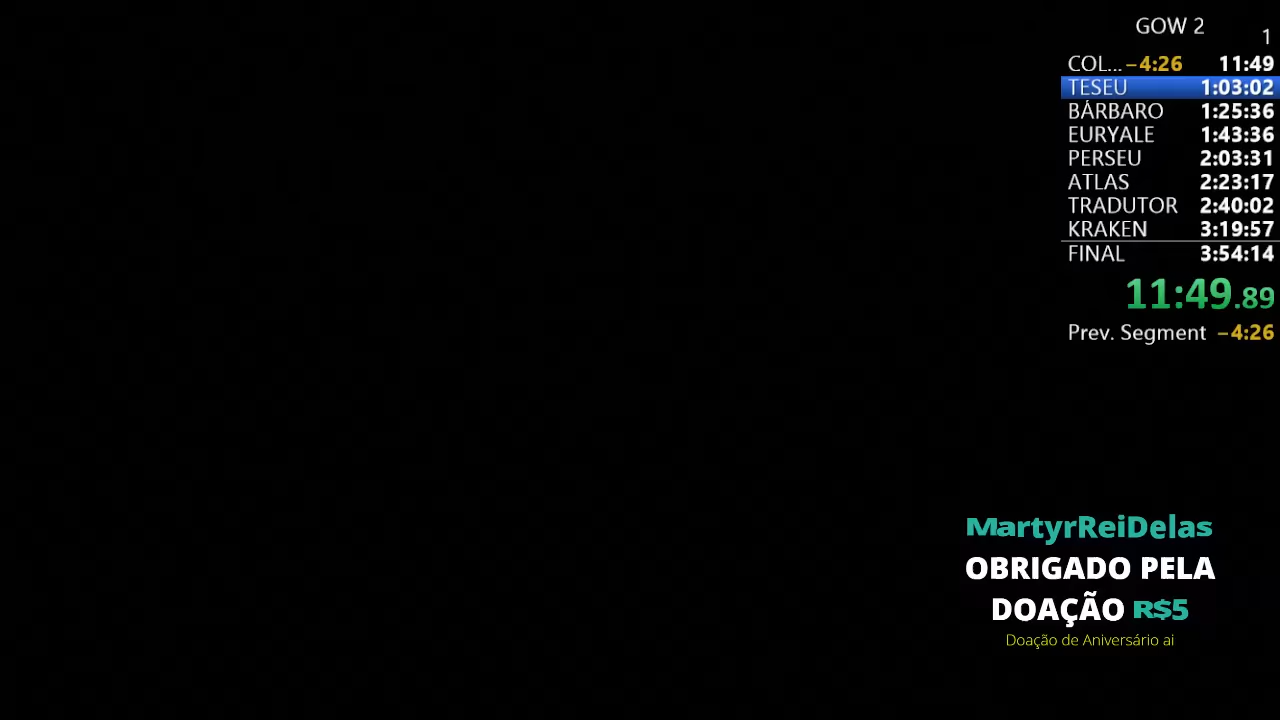 GOW 2
1
COL... −4:26 11:49
TESEU 1:03:02
BÁRBARO 1:25:36
EURYALE 1:43:36
PERSEU 2:03:31
ATLAS 2:23:17
TRADUTOR 2:40:02
KRAKEN 3:19:57
FINAL 3:54:14
11:49.89
Prev. Segment −4:26
MartyrReiDelas
OBRIGADO PELA
DOAÇÃO R$5
Doação de Aniversário ai